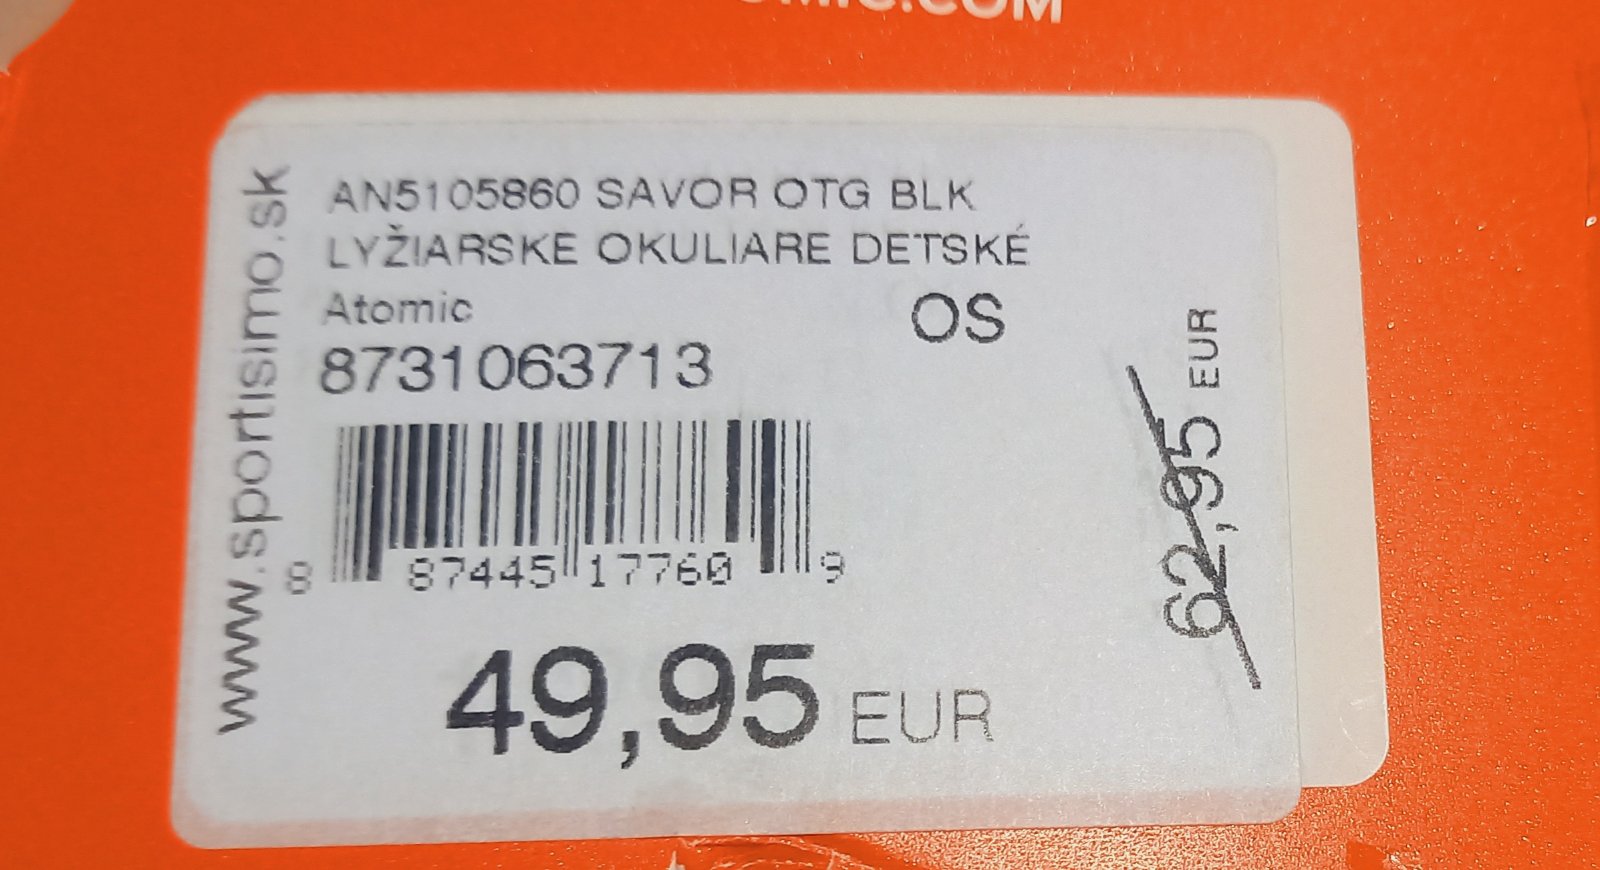 www.sportisimo.sk
AN5105860 SAVOR OTG BLK
LYŽIARSKE OKULIARE DETSKÉ
Atomic
OS
8731063713
8 87445 17760 9
49,95 EUR
62,95 EUR